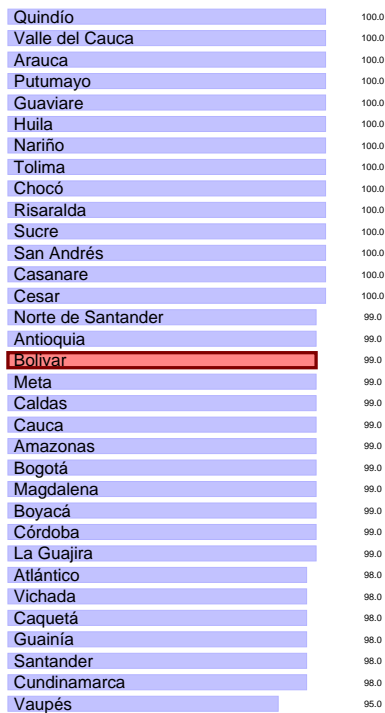 Quindío 100.0
Valle del Cauca 100.0
Arauca 100.0
Putumayo 100.0
Guaviare 100.0
Huila 100.0
Nariño 100.0
Tolima 100.0
Chocó 100.0
Risaralda 100.0
Sucre 100.0
San Andrés 100.0
Casanare 100.0
Cesar 100.0
Norte de Santander 99.0
Antioquia 99.0
Bolivar 99.0
Meta 99.0
Caldas 99.0
Cauca 99.0
Amazonas 99.0
Bogotá 99.0
Magdalena 99.0
Boyacá 99.0
Córdoba 99.0
La Guajira 99.0
Atlántico 98.0
Vichada 98.0
Caquetá 98.0
Guainía 98.0
Santander 98.0
Cundinamarca 98.0
Vaupés 95.0